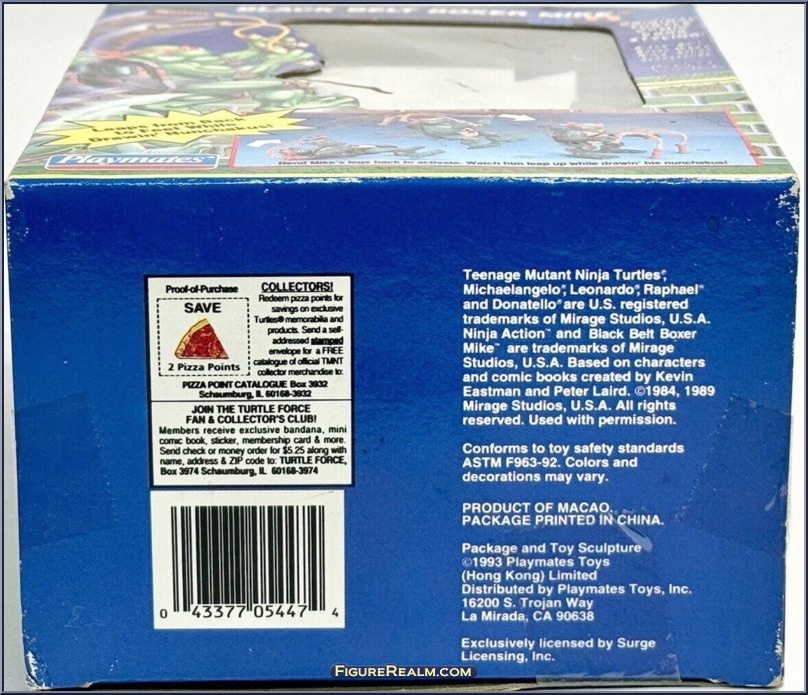 BLACK BELT BOXER MIKE
Leaps from Back
to Feet While
Drawin' Nunchakus!
Playmates
Bend Mike's legs back to activate. Watch him leap up while drawin' his nunchakus!
Proof-of-Purchase
SAVE
2 Pizza Points
COLLECTORS!
Redeem pizza points for
savings on exclusive
Turtles® memorabilia and
products. Send a self-
addressed stamped
envelope for a FREE
catalogue of official TMNT
collector merchandise to:
PIZZA POINT CATALOGUE Box 3932
Schaumburg, IL 60168-3932
JOIN THE TURTLE FORCE
FAN & COLLECTOR'S CLUB!
Members receive exclusive bandana, mini
comic book, sticker, membership card & more.
Send check or money order for $5.25 along with
name, address & ZIP code to: TURTLE FORCE,
Box 3974 Schaumburg, IL 60168-3974
0 43377 05447 4
Teenage Mutant Ninja Turtles®,
Michaelangelo®, Leonardo®, Raphael™
and Donatello® are U.S. registered
trademarks of Mirage Studios, U.S.A.
Ninja Action™ and Black Belt Boxer
Mike™ are trademarks of Mirage
Studios, U.S.A. Based on characters
and comic books created by Kevin
Eastman and Peter Laird. ©1984, 1989
Mirage Studios, U.S.A. All rights
reserved. Used with permission.
Conforms to toy safety standards
ASTM F963-92. Colors and
decorations may vary.
PRODUCT OF MACAO.
PACKAGE PRINTED IN CHINA.
Package and Toy Sculpture
©1993 Playmates Toys
(Hong Kong) Limited
Distributed by Playmates Toys, Inc.
16200 S. Trojan Way
La Mirada, CA 90638
Exclusively licensed by Surge
Licensing, Inc.
FIGUREREALM.COM